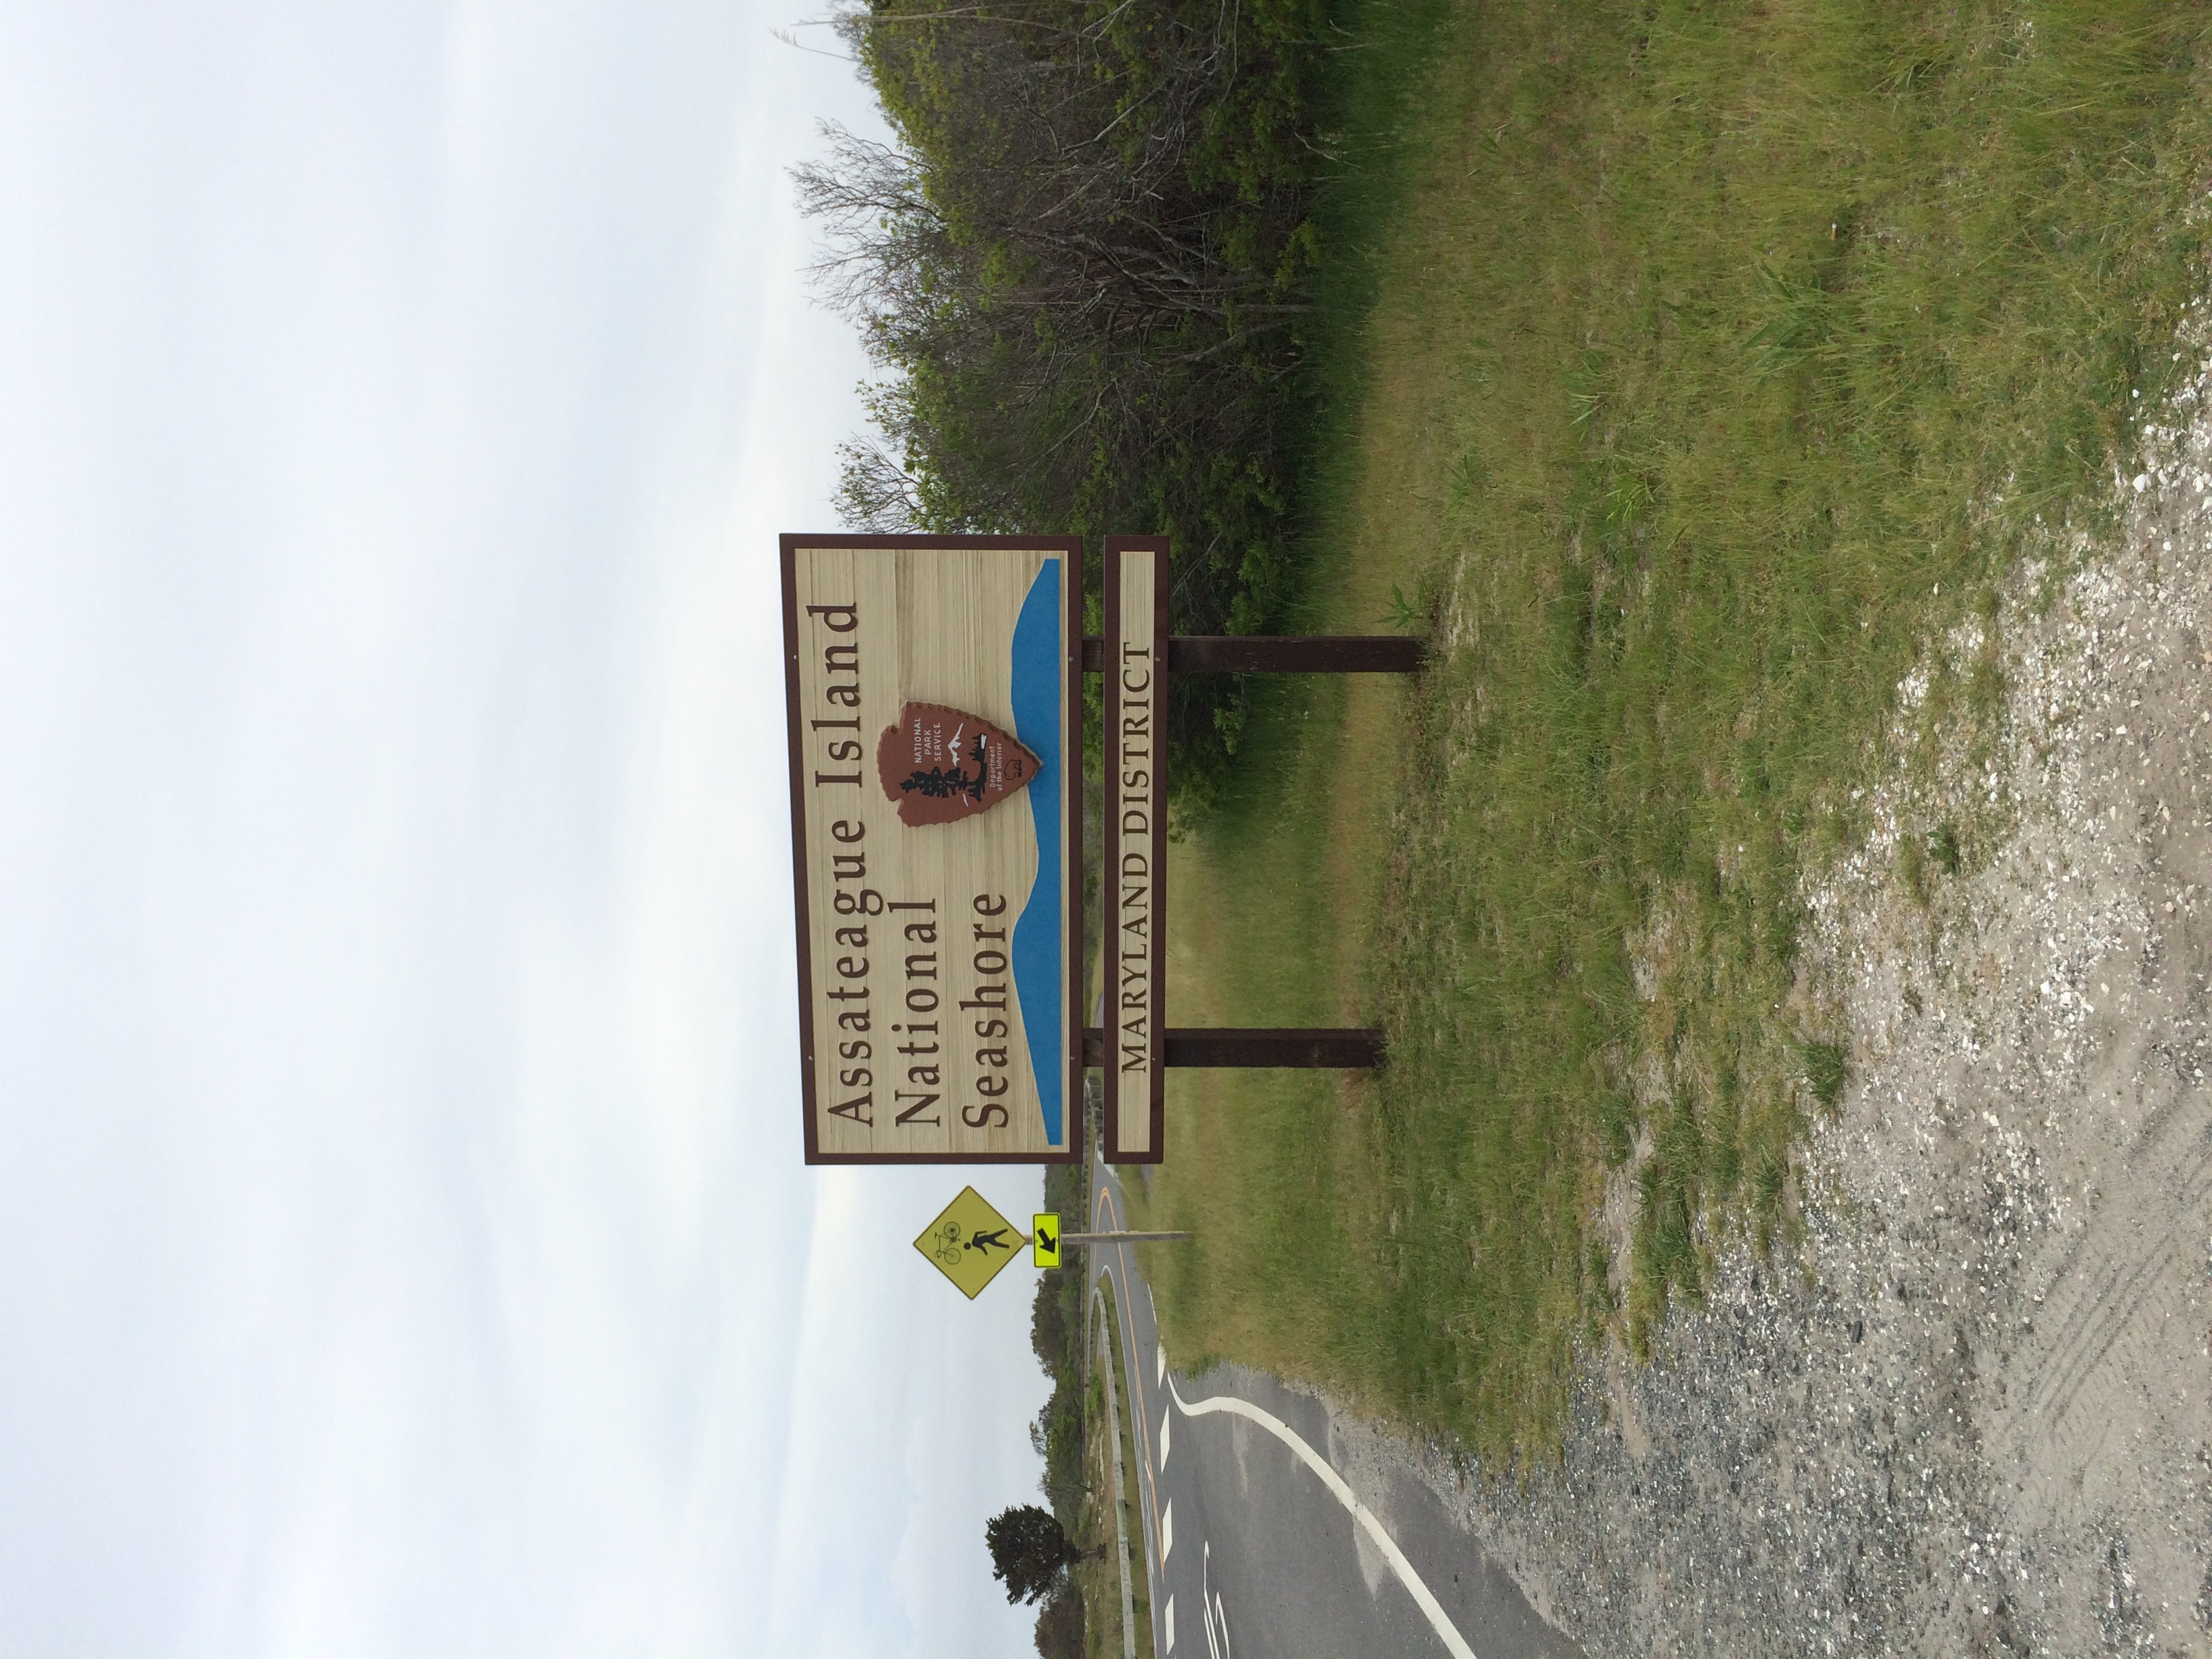 Assateague Island
National
Seashore
NATIONAL
PARK
SERVICE
Department
of the Interior
MARYLAND DISTRICT